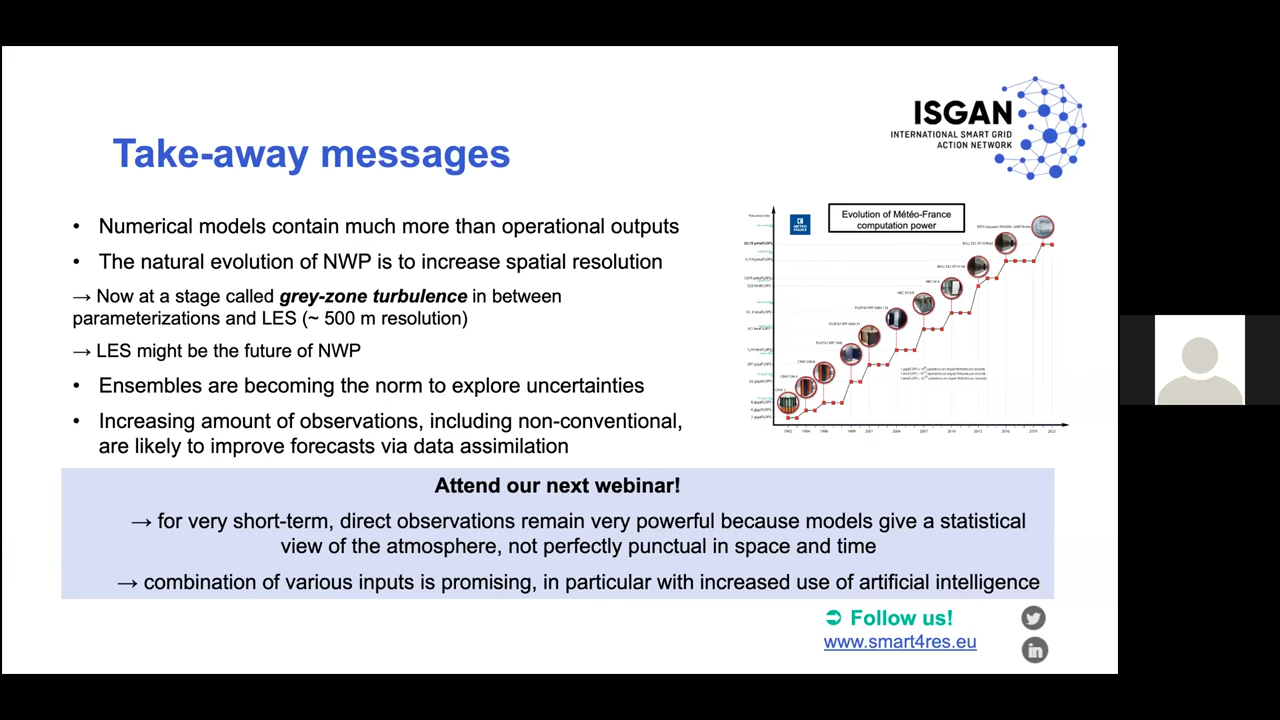 ISGAN
INTERNATIONAL SMART GRID
ACTION NETWORK
Take-away messages
• Numerical models contain much more than operational outputs
• The natural evolution of NWP is to increase spatial resolution
→ Now at a stage called grey-zone turbulence in between
parameterizations and LES (~ 500 m resolution)
→ LES might be the future of NWP
• Ensembles are becoming the norm to explore uncertainties
• Increasing amount of observations, including non-conventional,
are likely to improve forecasts via data assimilation
METEO
FRANCE
Evolution of Météo-France
computation power
Attend our next webinar!
→ for very short-term, direct observations remain very powerful because models give a statistical
view of the atmosphere, not perfectly punctual in space and time
→ combination of various inputs is promising, in particular with increased use of artificial intelligence
Follow us!
www.smart4res.eu
in